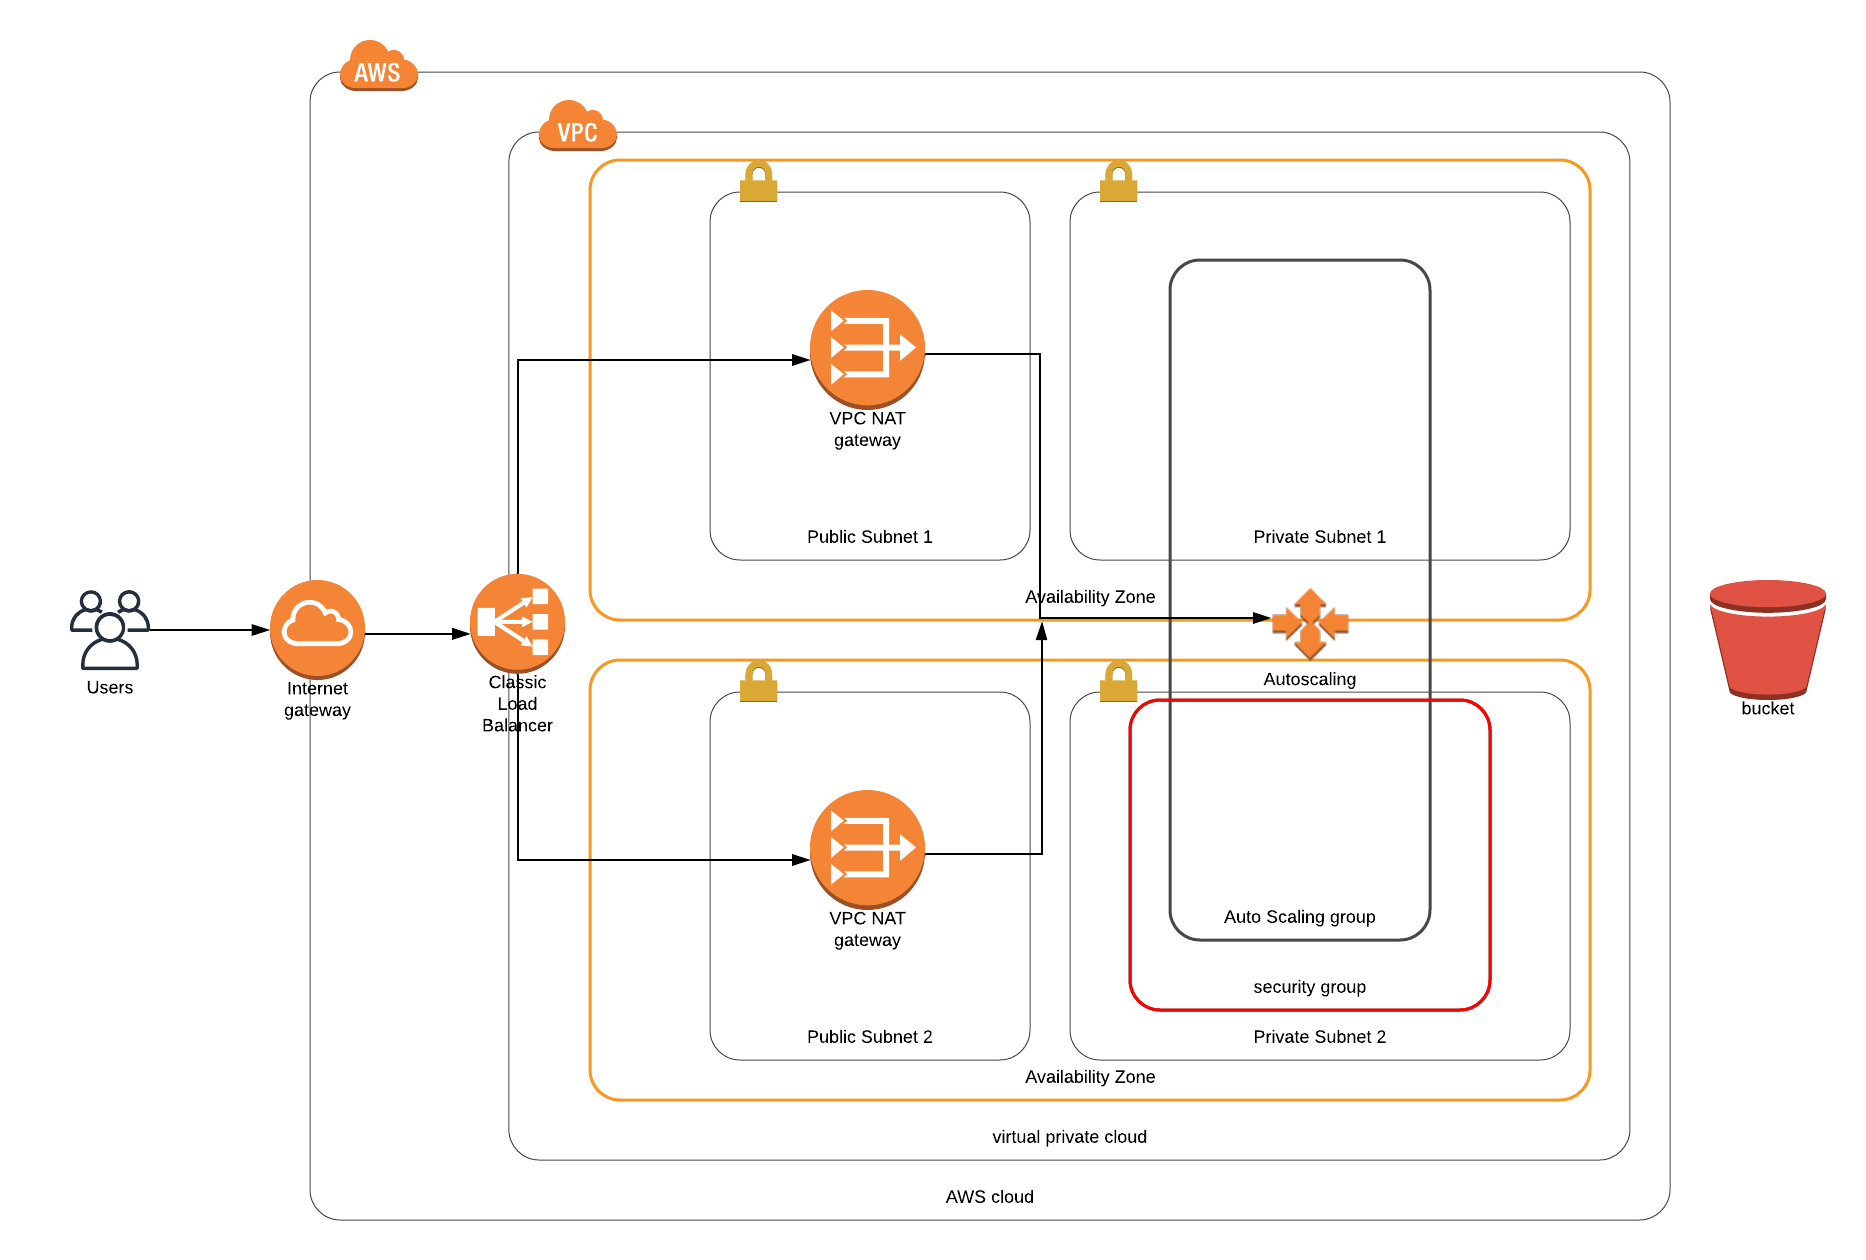 AWS
VPC
VPC NAT
gateway
Public Subnet 1
Private Subnet 1
Availability Zone
Users
Internet
gateway
Classic
Load
Balancer
Autoscaling
bucket
VPC NAT
gateway
Auto Scaling group
security group
Public Subnet 2
Private Subnet 2
Availability Zone
virtual private cloud
AWS cloud